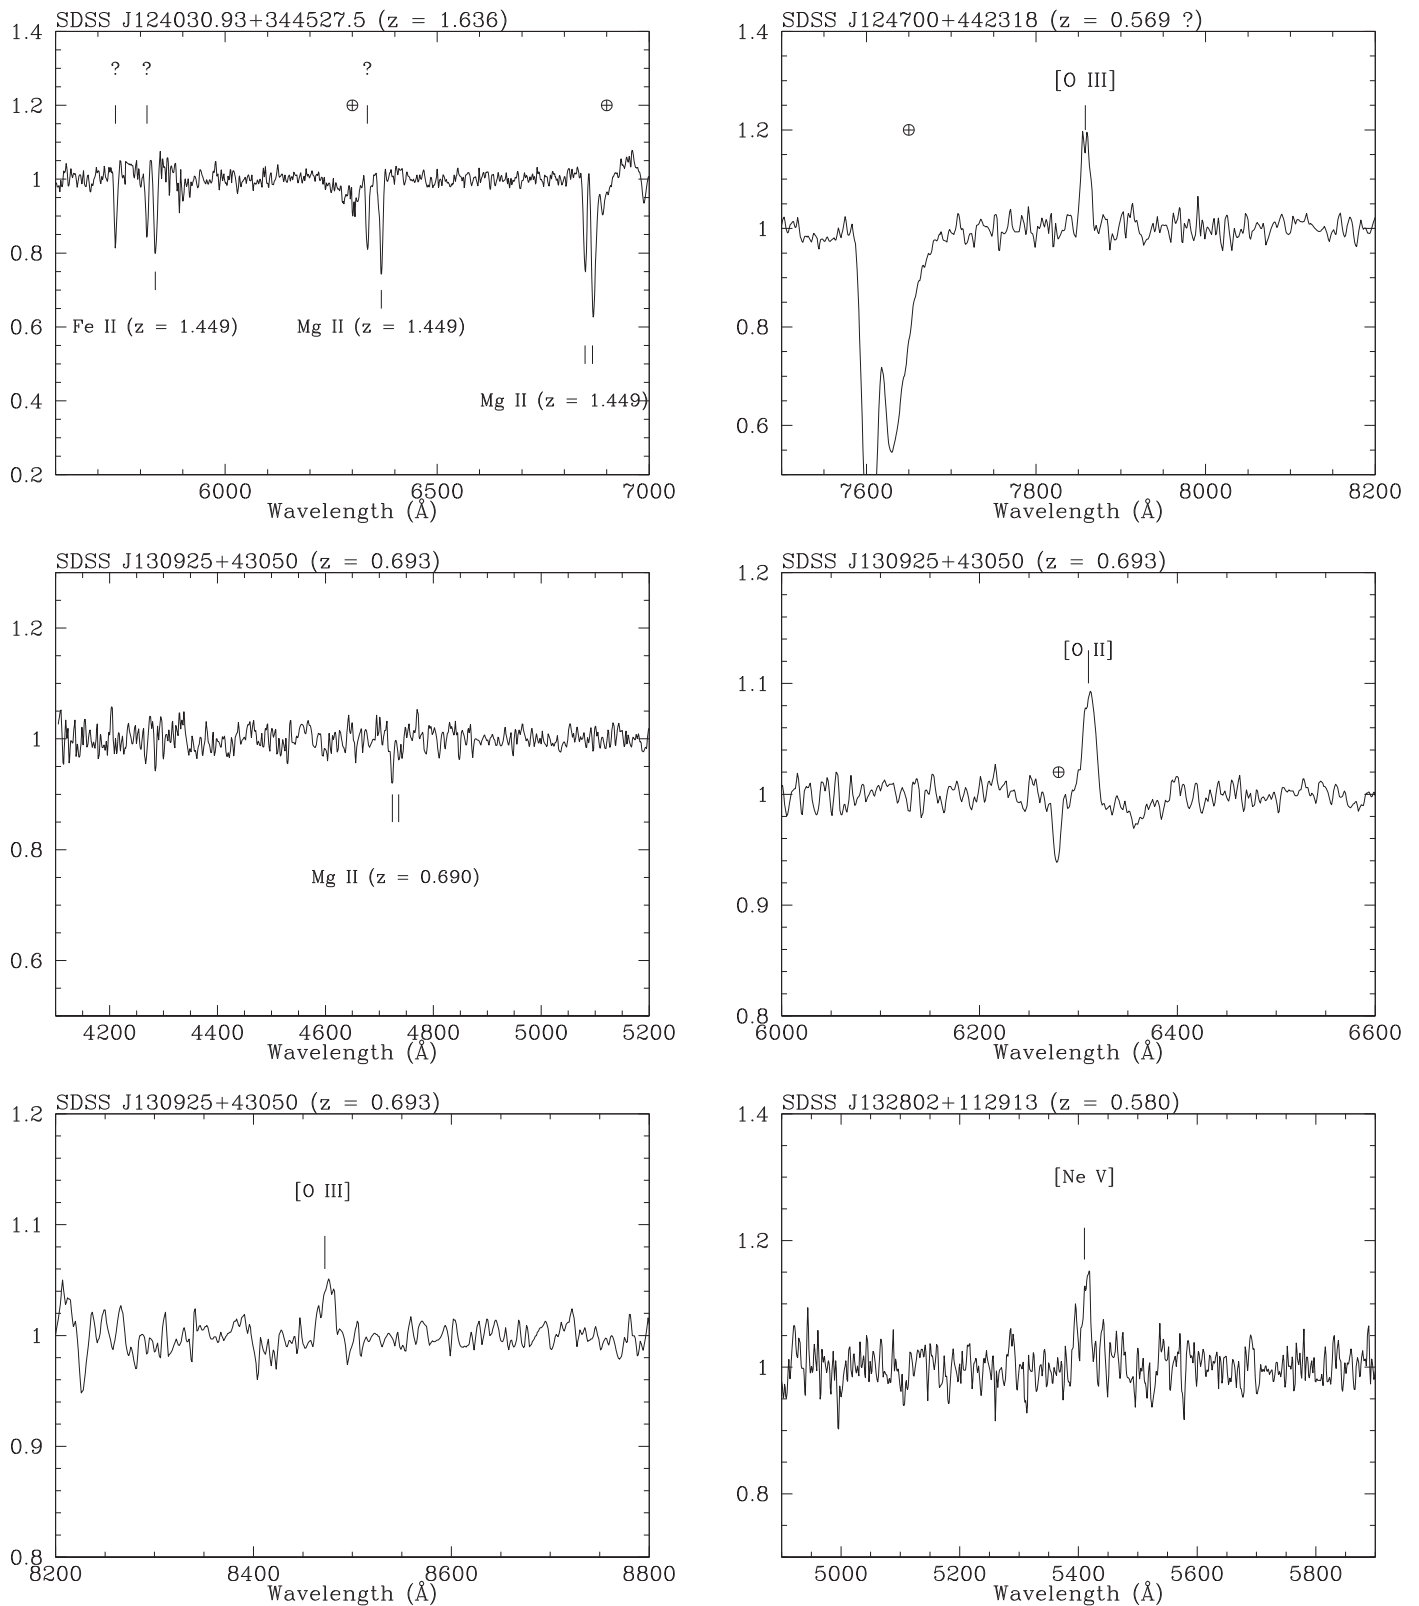 SDSS J124030.93+344527.5 (z = 1.636)
1.4
1.2
1
0.8
0.6
0.4
0.2
? ? ?
⊕ ⊕
Fe II (z = 1.449)
Mg II (z = 1.449)
Mg II (z = 1.449)
6000 6500 7000
Wavelength (Å)
SDSS J124700+442318 (z = 0.569 ?)
1.4
1.2
1
0.8
0.6
[O III]
⊕
7600 7800 8000 8200
Wavelength (Å)
SDSS J130925+43050 (z = 0.693)
1.2
1
0.8
0.6
Mg II (z = 0.690)
4200 4400 4600 4800 5000 5200
Wavelength (Å)
SDSS J130925+43050 (z = 0.693)
1.2
1.1
1
0.9
0.8
[O II]
⊕
6000 6200 6400 6600
Wavelength (Å)
SDSS J130925+43050 (z = 0.693)
1.2
1.1
1
0.9
0.8
[O III]
8200 8400 8600 8800
Wavelength (Å)
SDSS J132802+112913 (z = 0.580)
1.4
1.2
1
0.8
[Ne V]
5000 5200 5400 5600 5800
Wavelength (Å)